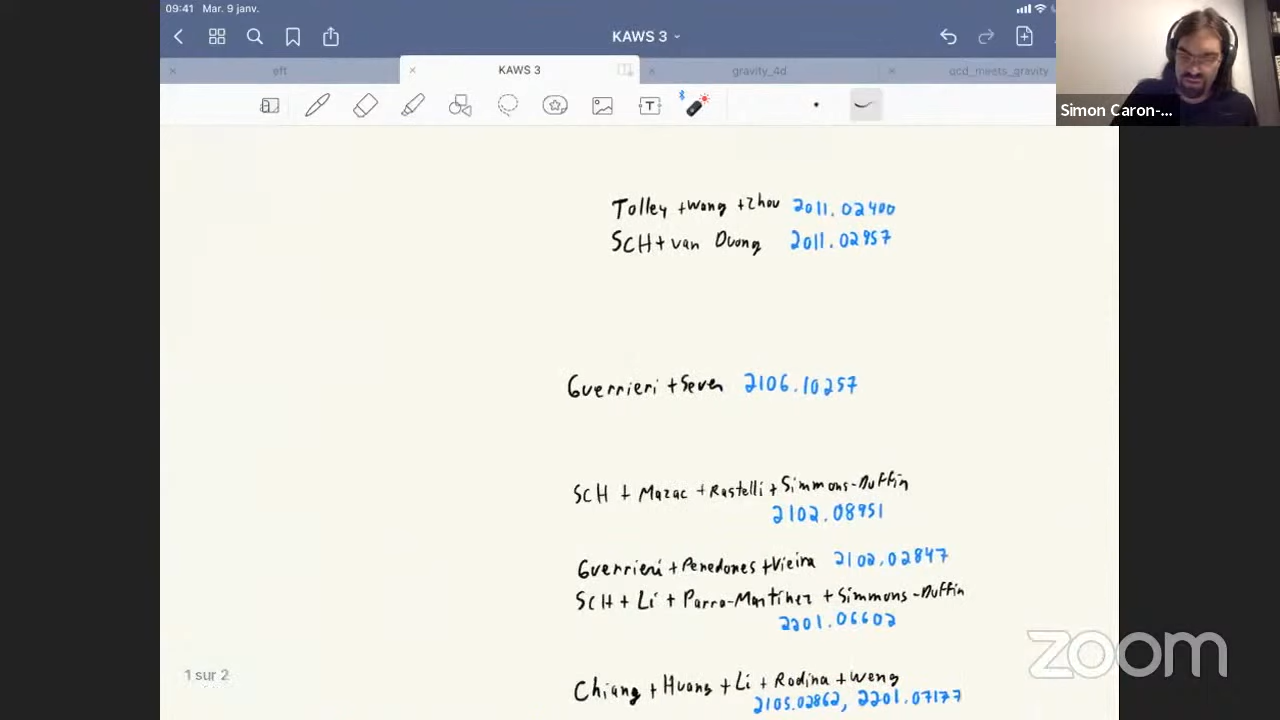 09:41 Mar. 9 janv.
KAWS 3
eft
KAWS 3
gravity_4d
qcd_meets_gravity
Simon Caron-...
Tolley + Wang + Zhou 2011.02400
SCH + van Duong 2011.02957
Guerrieri + Sever 2106.10257
SCH + Mazac + Rastelli + Simmons-Duffin
2102.08951
Guerrieri + Penedones + Vieira 2102.02847
SCH + Li + Parra-Martinez + Simmons-Duffin
2201.06602
Chiang + Huang + Li + Rodina + Weng
2105.02862, 2201.07177
1 sur 2
zoom